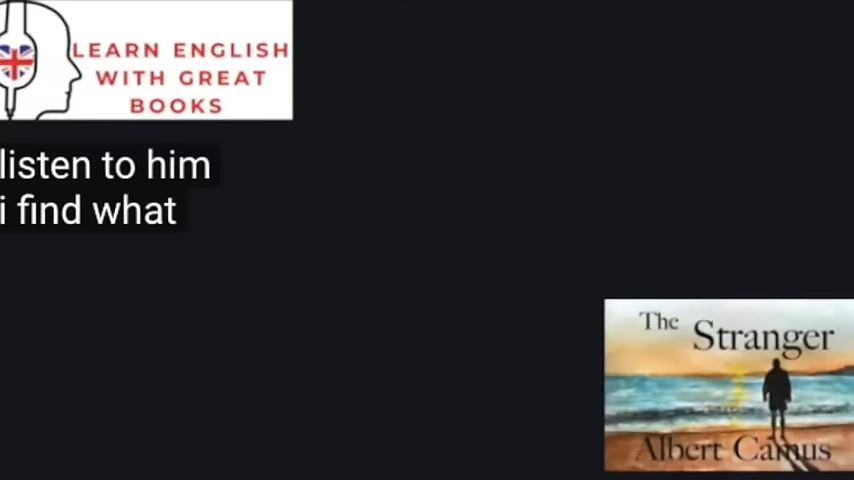 LEARN ENGLISH
WITH GREAT
BOOKS
listen to him
i find what
The Stranger
Albert Camus